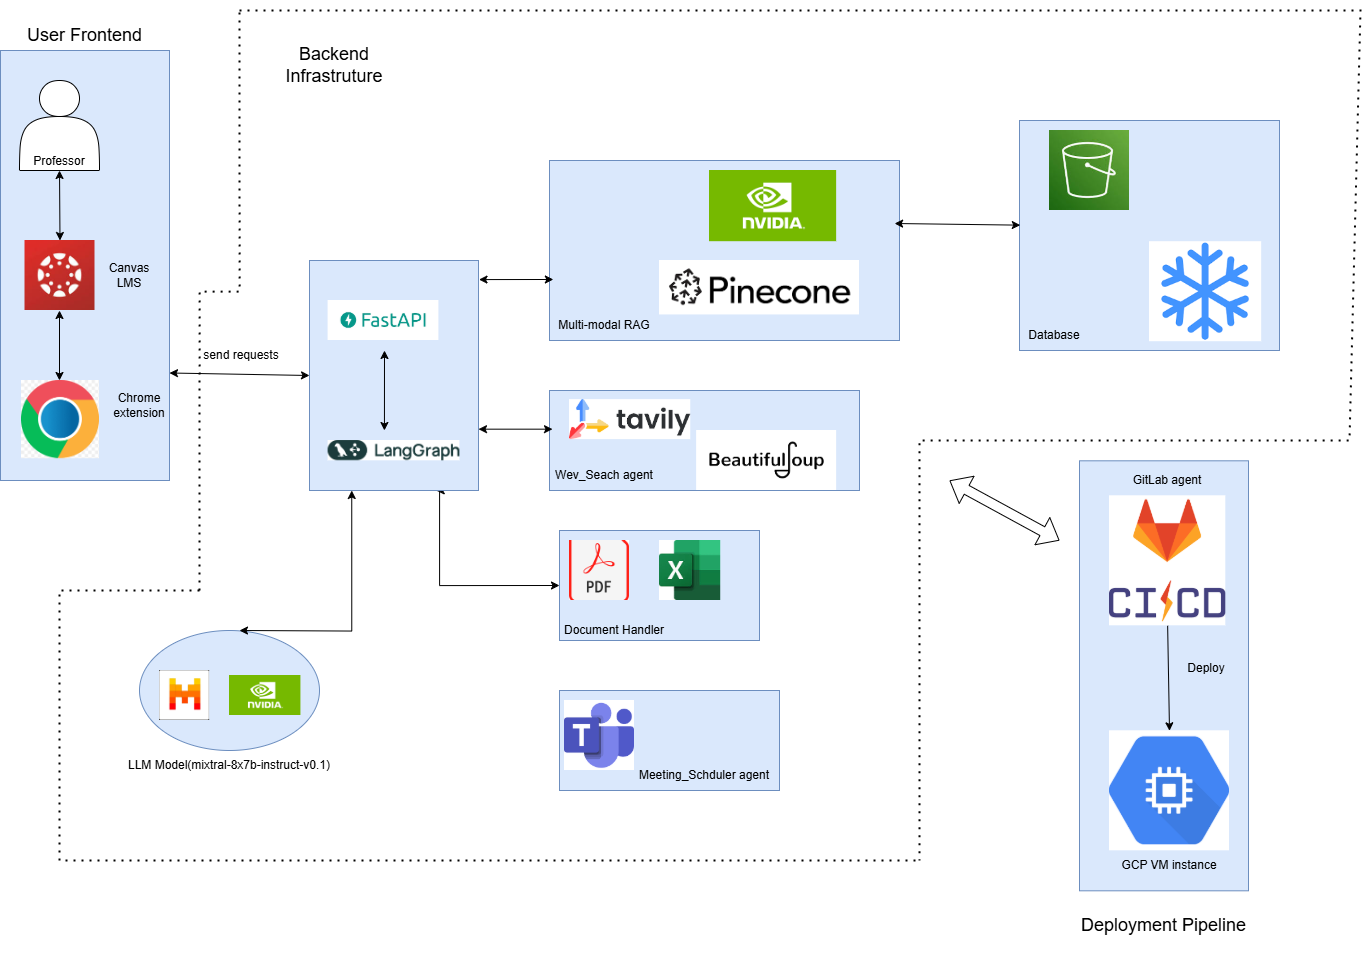 User Frontend
Backend
Infrastruture
Professor
Canvas
LMS
Chrome
extension
send requests
FastAPI
LangGraph
NVIDIA.
Pinecone
Multi-modal RAG
Database
tavily
BeautifulSoup
Wev_Seach agent
PDF
X
Document Handler
T
Meeting_Schduler agent
NVIDIA.
LLM Model(mixtral-8x7b-instruct-v0.1)
GitLab agent
CI CD
Deploy
GCP VM instance
Deployment Pipeline